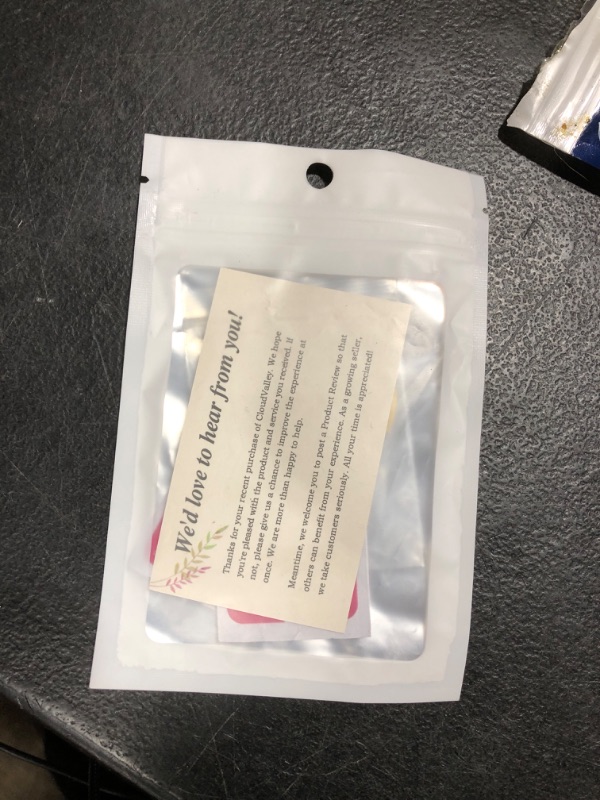 We'd love to hear from you!
Thanks for your recent purchase of CloudValley. We hope
you're pleased with the product and service you received. If
not, please give us a chance to improve the experience at
once. We are more than happy to help.
Meantime, we welcome you to post a Product Review so that
others can benefit from your experience. As a growing seller,
we take customers seriously. All your time is appreciated!